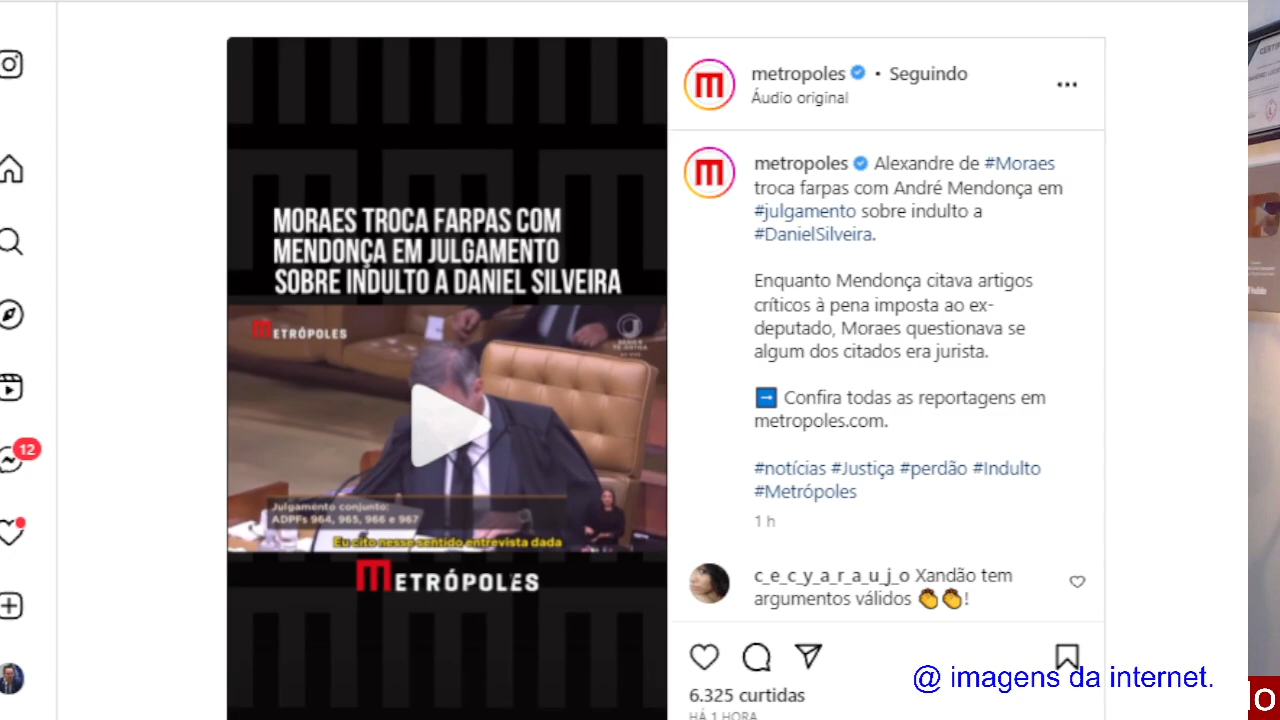 metropoles • Seguindo
Áudio original
metropoles Alexandre de #Moraes
troca farpas com André Mendonça em
#julgamento sobre indulto a
#DanielSilveira.
Enquanto Mendonça citava artigos
críticos à pena imposta ao ex-
deputado, Moraes questionava se
algum dos citados era jurista.
➡ Confira todas as reportagens em
metropoles.com.
#notícias #Justiça #perdão #Indulto
#Metrópoles
1 h
c_e_c_y_a_r_a_u_j_o Xandão tem
argumentos válidos 👏👏!
6.325 curtidas
HÁ 1 HORA
MORAES TROCA FARPAS COM
MENDONÇA EM JULGAMENTO
SOBRE INDULTO A DANIEL SILVEIRA
METRÓPOLES
Julgamento conjunto:
ADPFs 964, 965, 966 e 967
Eu cito nesse sentido entrevista dada
METRÓPOLES
12
@ imagens da internet.